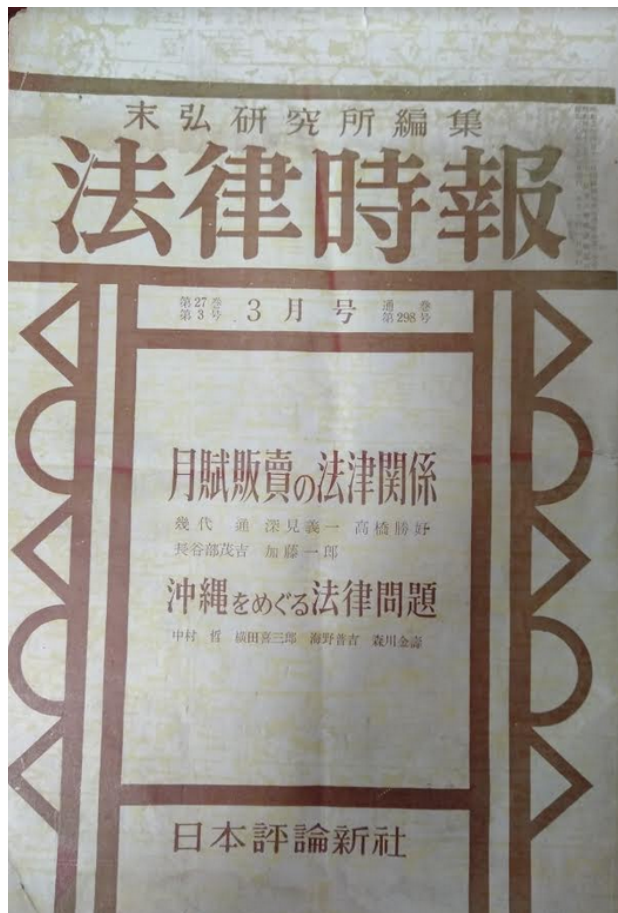 末弘研究所編集
法律時報
第27巻 第3号 3月号 通巻 第298号
月賦販賣の法律関係
幾代 通 深見義一 高橋勝好
長谷部茂吉 加藤一郎
沖縄をめぐる法律問題
中村 哲 横田喜三郎 海野普吉 森川金壽
日本評論新社